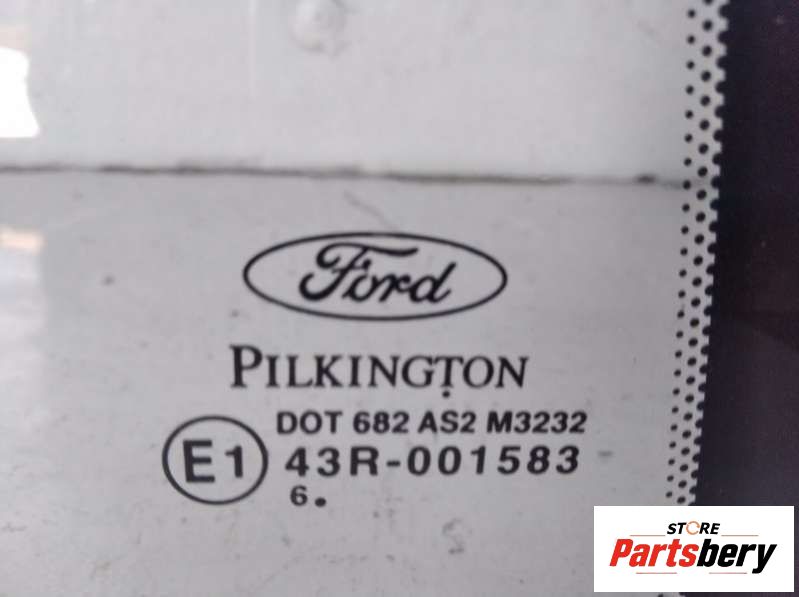 Ford
PILKINGTON
DOT 682 AS2 M3232
E1 43R-001583
6.
STORE
Partsbery